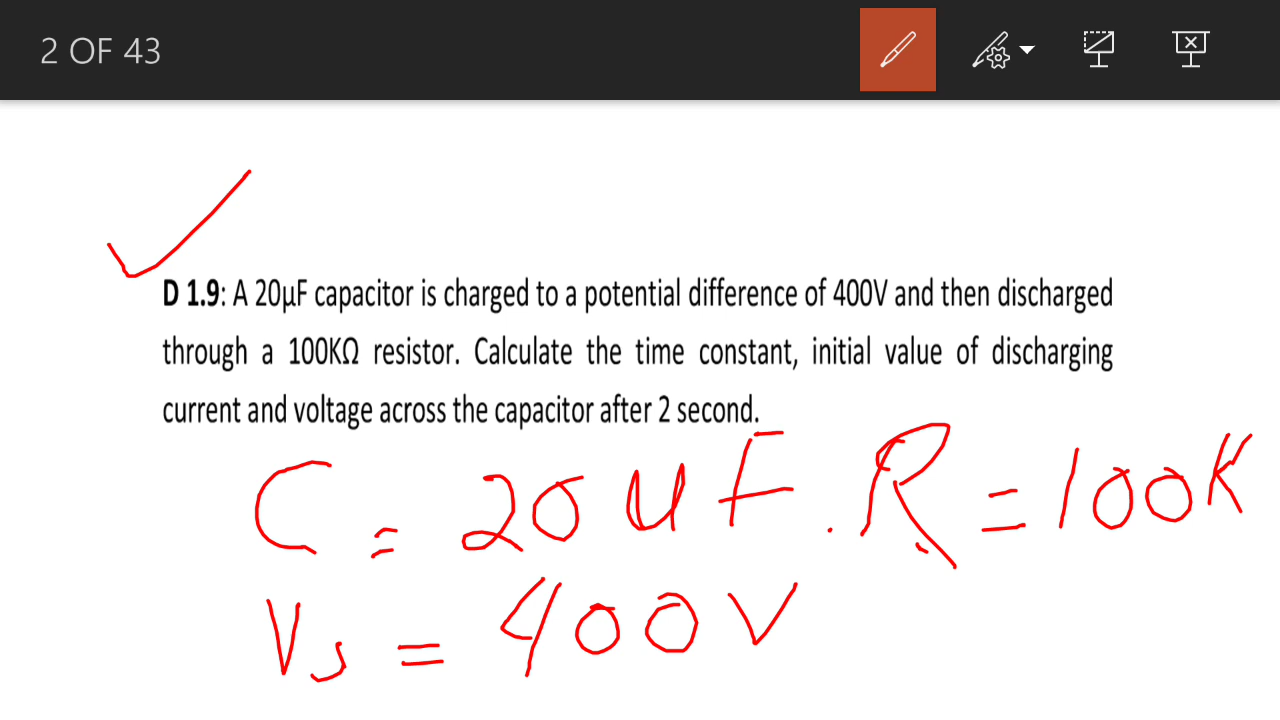 2 OF 43
D 1.9: A 20μF capacitor is charged to a potential difference of 400V and then discharged
through a 100KΩ resistor. Calculate the time constant, initial value of discharging
current and voltage across the capacitor after 2 second.
C = 20 uF. R = 100K
Vs = 400V